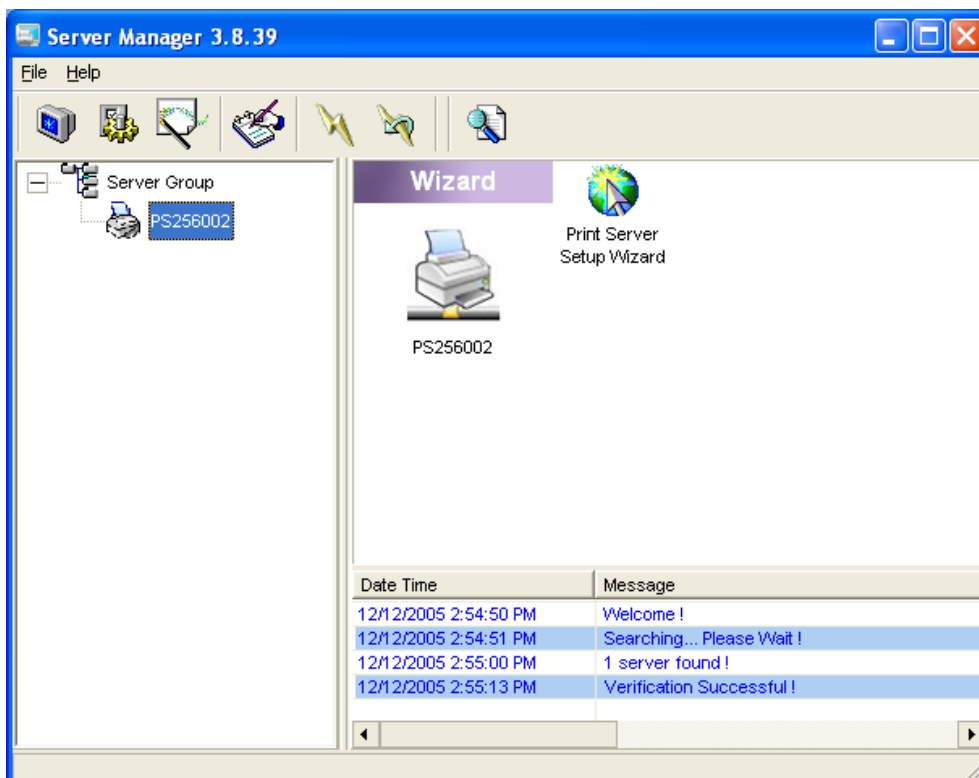 Server Manager 3.8.39
File Help
Server Group
PS256002
Wizard
Print Server
Setup Wizard
PS256002
Date Time Message
12/12/2005 2:54:50 PM Welcome !
12/12/2005 2:54:51 PM Searching... Please Wait !
12/12/2005 2:55:00 PM 1 server found !
12/12/2005 2:55:13 PM Verification Successful !